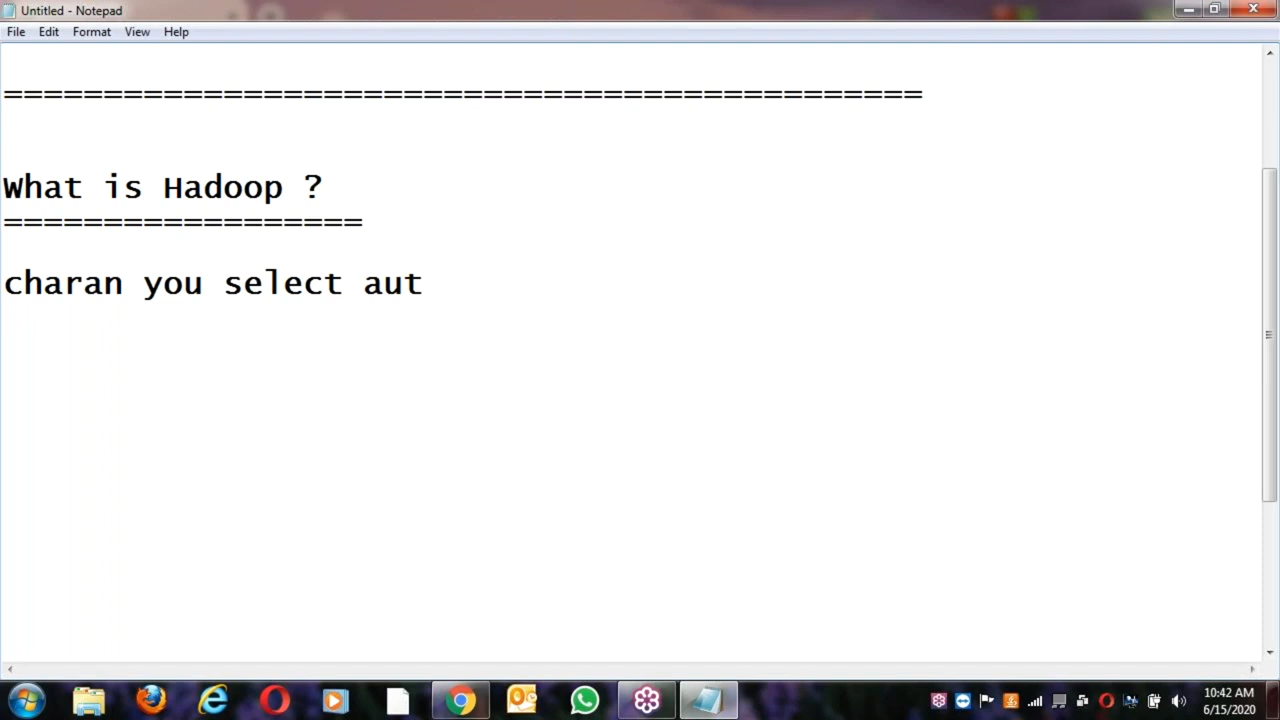 Untitled - Notepad
File Edit Format View Help
==============================================
What is Hadoop ?
==================
charan you select aut
10:42 AM
6/15/2020